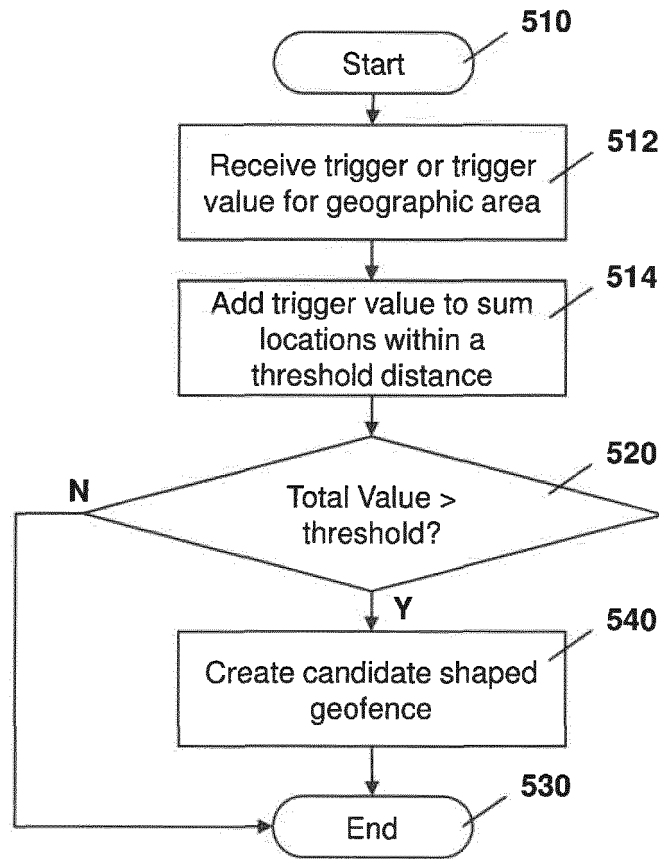 510
Start
512
Receive trigger or trigger
value for geographic area
514
Add trigger value to sum
locations within a
threshold distance
520
N
Total Value >
threshold?
Y
540
Create candidate shaped
geofence
530
End